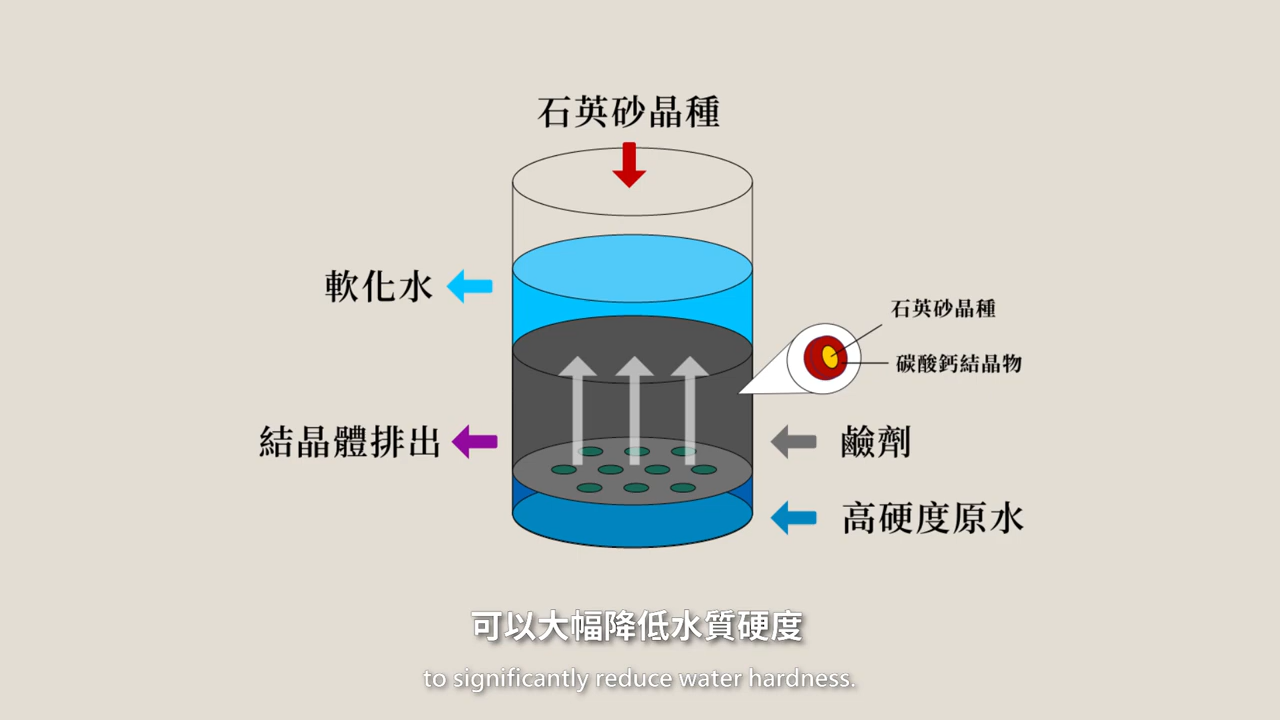 石英砂晶種
軟化水
石英砂晶種
碳酸鈣結晶物
結晶體排出
鹼劑
高硬度原水
可以大幅降低水質硬度
to significantly reduce water hardness.